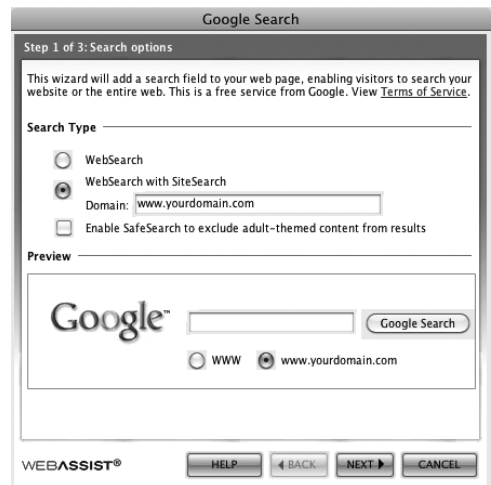 Google Search
Step 1 of 3: Search options
This wizard will add a search field to your web page, enabling visitors to search your
website or the entire web. This is a free service from Google. View Terms of Service.
Search Type
WebSearch
WebSearch with SiteSearch
Domain: www.yourdomain.com
Enable SafeSearch to exclude adult-themed content from results
Preview
Google™ Google Search
WWW www.yourdomain.com
WEBASSIST® HELP BACK NEXT CANCEL